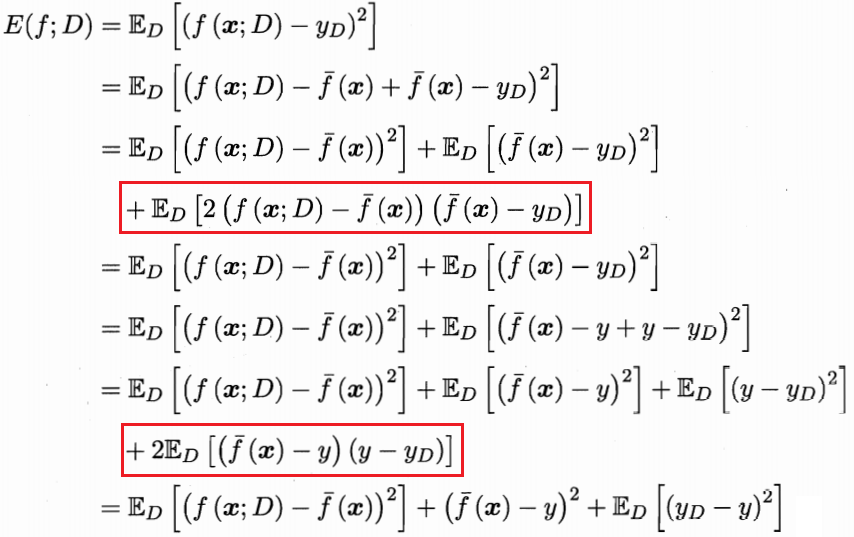 E(f;D) = 𝔼_D [(f(𝒙;D) − y_D)²]
= 𝔼_D [(f(𝒙;D) − f̄(𝒙) + f̄(𝒙) − y_D)²]
= 𝔼_D [(f(𝒙;D) − f̄(𝒙))²] + 𝔼_D [(f̄(𝒙) − y_D)²]
+ 𝔼_D [2(f(𝒙;D) − f̄(𝒙))(f̄(𝒙) − y_D)]
= 𝔼_D [(f(𝒙;D) − f̄(𝒙))²] + 𝔼_D [(f̄(𝒙) − y_D)²]
= 𝔼_D [(f(𝒙;D) − f̄(𝒙))²] + 𝔼_D [(f̄(𝒙) − y + y − y_D)²]
= 𝔼_D [(f(𝒙;D) − f̄(𝒙))²] + 𝔼_D [(f̄(𝒙) − y)²] + 𝔼_D [(y − y_D)²]
+ 2𝔼_D [(f̄(𝒙) − y)(y − y_D)]
= 𝔼_D [(f(𝒙;D) − f̄(𝒙))²] + (f̄(𝒙) − y)² + 𝔼_D [(y_D − y)²]